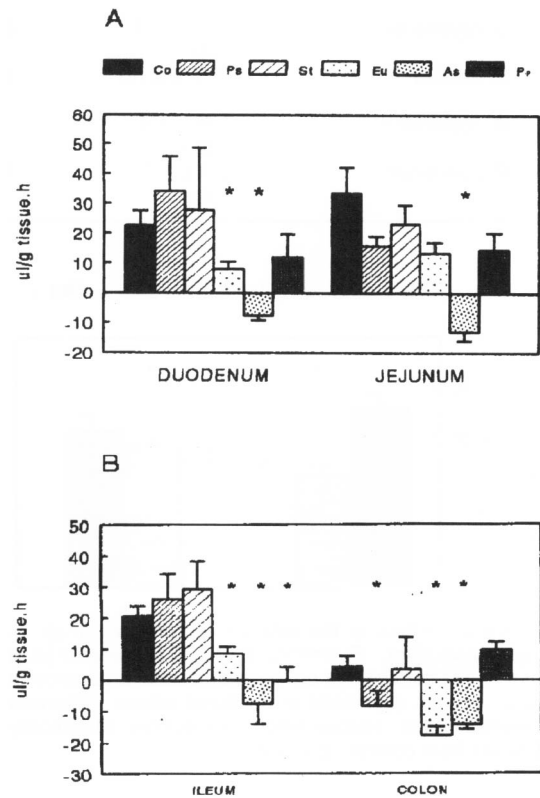 A
Co Ps St Eu As Pr
60
50
40
30
20
10
0
-10
-20
ul/g tissue.h
* *
*
DUODENUM JEJUNUM
B
50
40
30
20
10
0
-10
-20
-30
ul/g tissue.h
* * *
* * *
ILEUM COLON